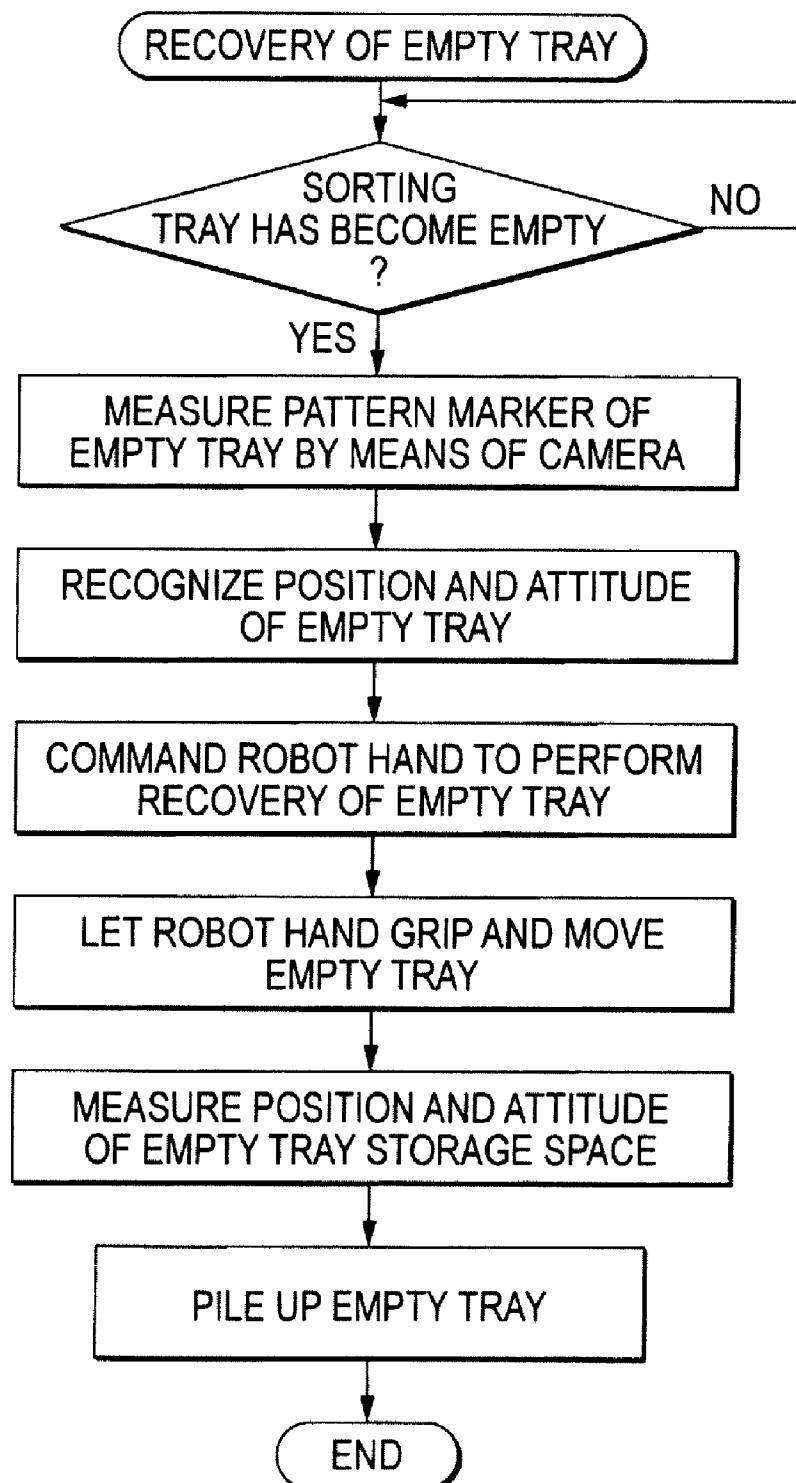 RECOVERY OF EMPTY TRAY
SORTING
TRAY HAS BECOME EMPTY
?
NO
YES
MEASURE PATTERN MARKER OF
EMPTY TRAY BY MEANS OF CAMERA
RECOGNIZE POSITION AND ATTITUDE
OF EMPTY TRAY
COMMAND ROBOT HAND TO PERFORM
RECOVERY OF EMPTY TRAY
LET ROBOT HAND GRIP AND MOVE
EMPTY TRAY
MEASURE POSITION AND ATTITUDE
OF EMPTY TRAY STORAGE SPACE
PILE UP EMPTY TRAY
END